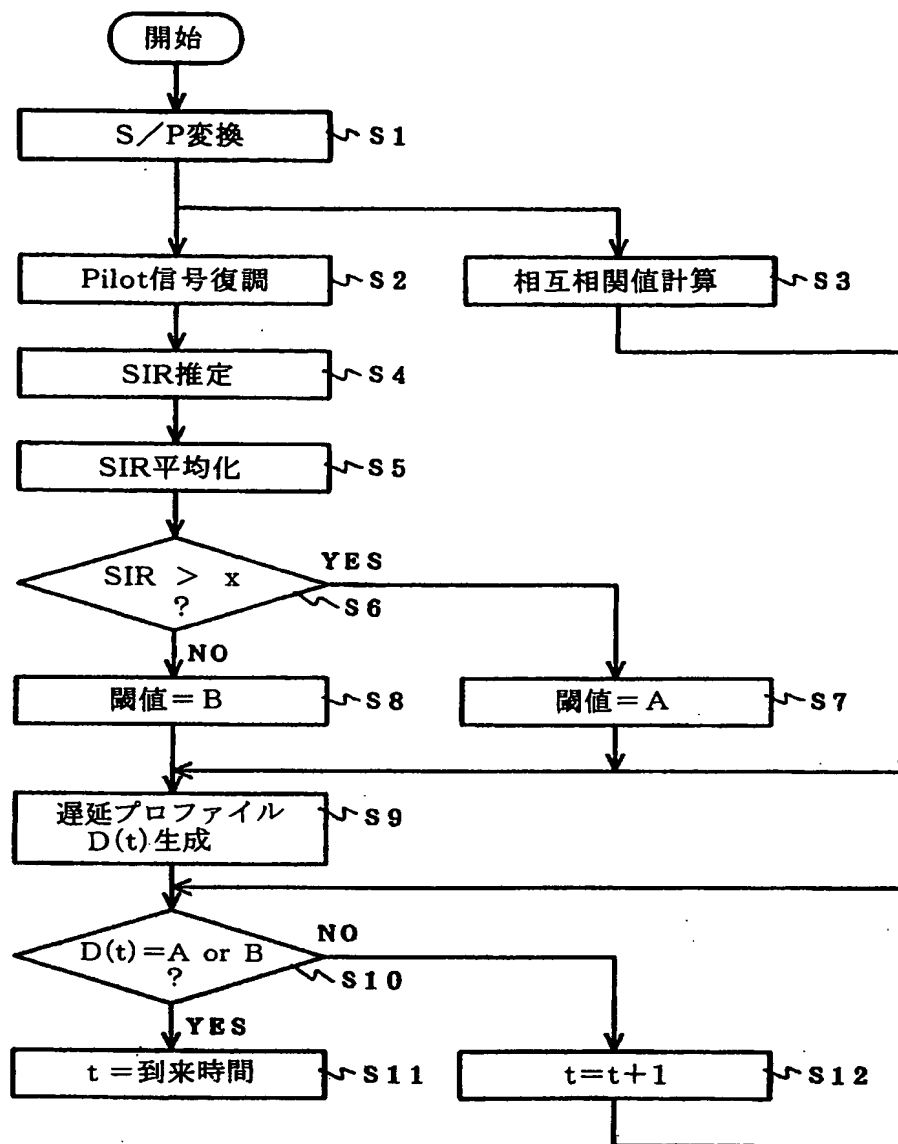 開始
S／P変換
S1
Pilot信号復調
S2
相互相関値計算
S3
SIR推定
S4
SIR平均化
S5
SIR ＞ x
?
YES
S6
NO
閾値＝B
S8
閾値＝A
S7
遅延プロファイル
D(t)生成
S9
D(t)＝A or B
?
NO
S10
YES
t＝到来時間
S11
t＝t＋1
S12